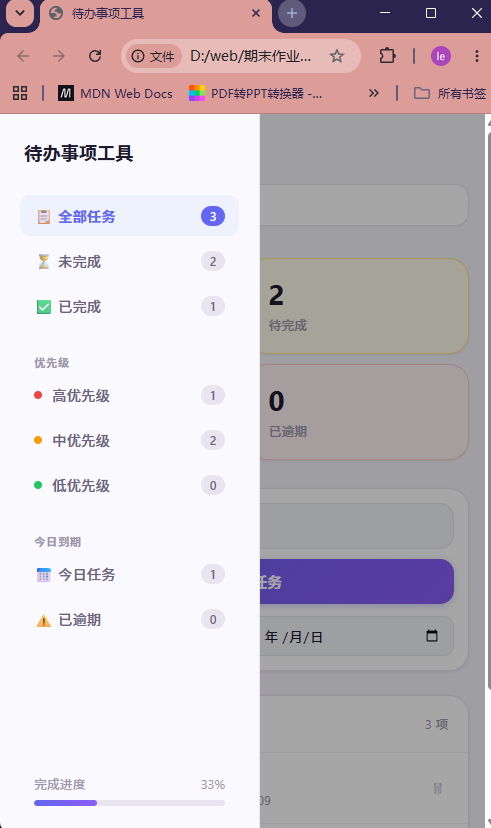 待办事项工具
文件 D:/web/期末作业...
le
MDN Web Docs PDF转PPT转换器 -... 所有书签
待办事项工具
全部任务 3
未完成 2
已完成 1
优先级
高优先级 1
中优先级 2
低优先级 0
今日到期
今日任务 1
已逾期 0
完成进度 33%
2
待完成
0
已逾期
任务
年 /月/日
3 项
09